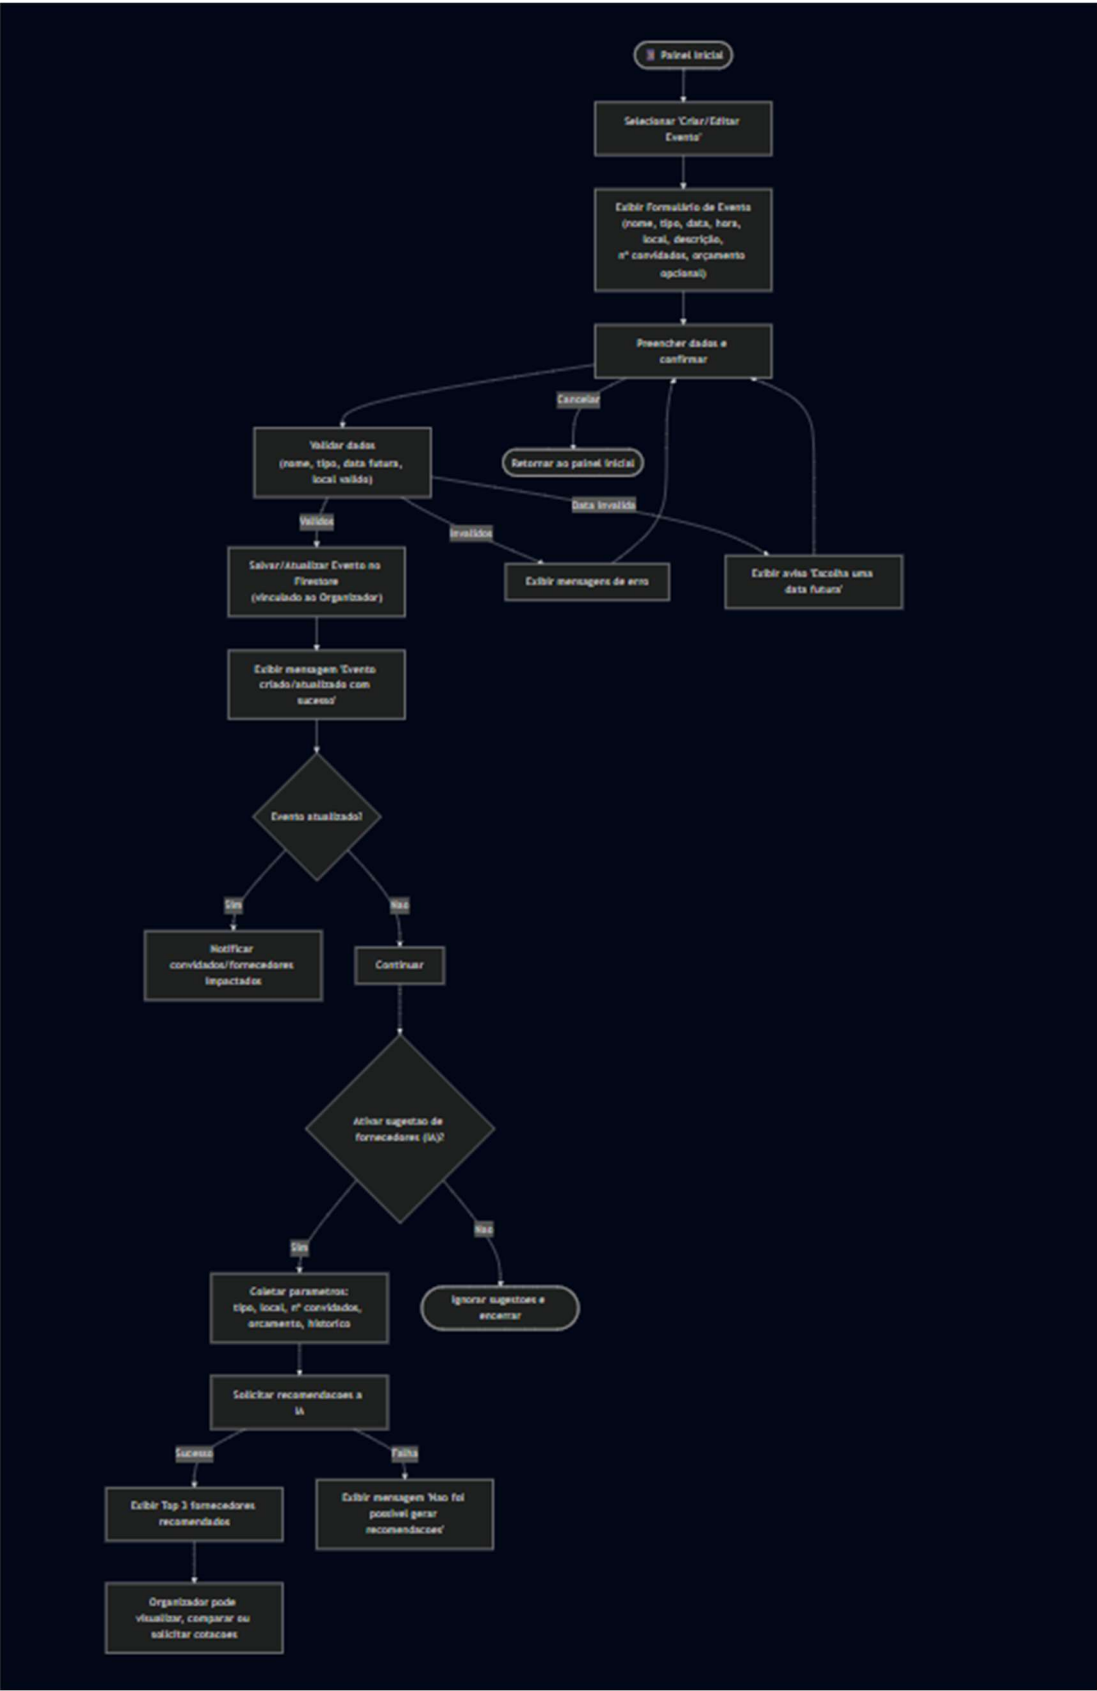 Painel Inicial
Selecionar 'Criar/Editar
Evento'
Exibir Formulário de Evento
(nome, tipo, data, hora,
local, descrição,
nº convidados, orçamento
opcional)
Preencher dados e
confirmar
Cancelar
Validar dados
(nome, tipo, data futura,
local valido)
Retornar ao painel inicial
Data invalida
Validos
Invalidos
Salvar/Atualizar Evento no
Firestore
(vinculado ao Organizador)
Exibir mensagens de erro
Exibir aviso 'Escolha uma
data futura'
Exibir mensagem 'Evento
criado/atualizado com
sucesso'
Evento atualizado?
Sim
Nao
Notificar
convidados/fornecedores
impactados
Continuar
Ativar sugestao de
fornecedores (IA)?
Sim
Nao
Coletar parametros:
tipo, local, nº convidados,
orcamento, historico
Ignorar sugestoes e
encerrar
Solicitar recomendacoes a
IA
Sucesso
Falha
Exibir Top 3 fornecedores
recomendados
Exibir mensagem 'Nao foi
possivel gerar
recomendacoes'
Organizador pode
visualizar, comparar ou
solicitar cotacoes